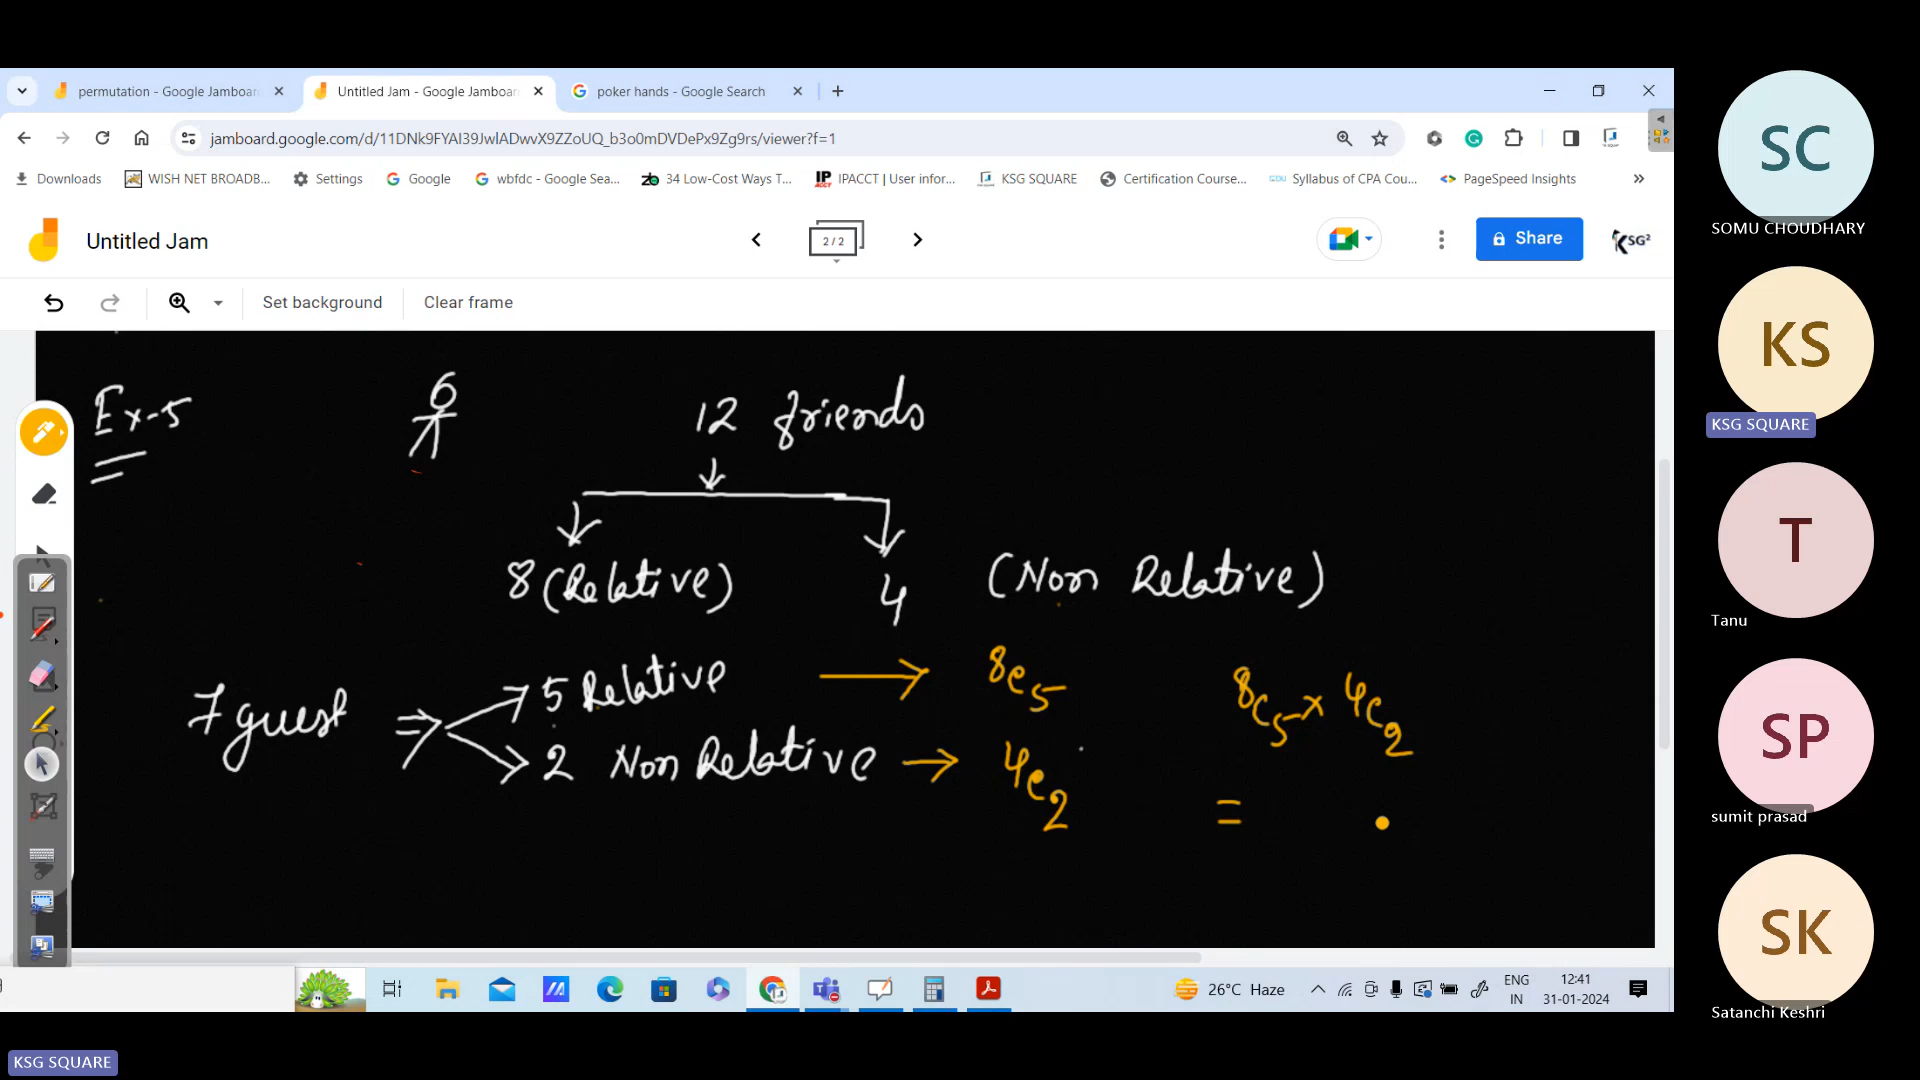 permutation - Google Jamboard
Untitled Jam - Google Jamboar
poker hands - Google Search
jamboard.google.com/d/11DNk9FYAI39JwlADwvX9ZZoUQ_b3o0mDVDePx9Zg9rs/viewer?f=1
Downloads WISH NET BROADB... Settings Google wbfdc - Google Sea... 34 Low-Cost Ways T... IPACCT | User infor... KSG SQUARE Certification Course... Syllabus of CPA Cou... PageSpeed Insights
Untitled Jam
2 / 2
Share
KSG²
Set background Clear frame
Ex-5 12 friends
8 (Relative) 4 (Non Relative)
7 guest ⇒ 5 Relative → 8c5 8c5 x 4c2
2 Non Relative → 4c2 =
26°C Haze
ENG
IN
12:41
31-01-2024
SC
SOMU CHOUDHARY
KS
KSG SQUARE
T
Tanu
SP
sumit prasad
SK
Satanchi Keshri
KSG SQUARE